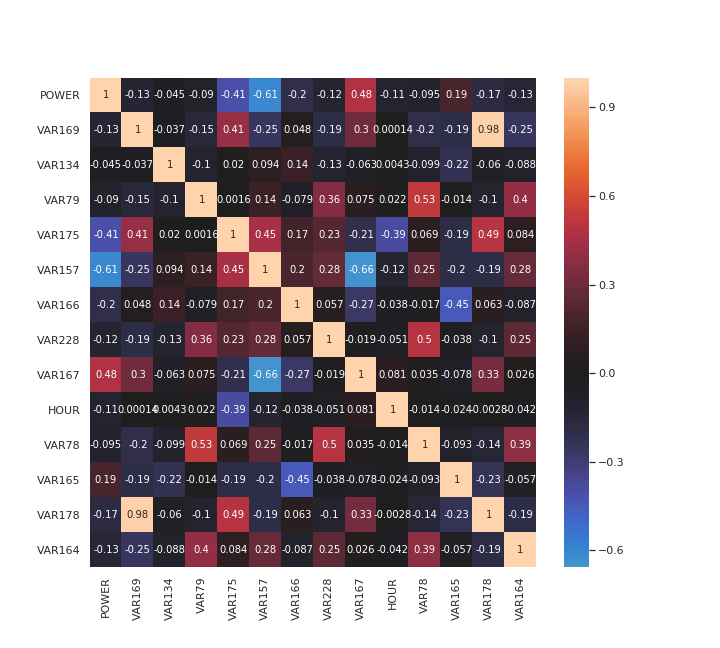 POWER 1 -0.13 -0.045 -0.09 -0.41 -0.61 -0.2 -0.12 0.48 -0.11 -0.095 0.19 -0.17 -0.13
VAR169 -0.13 1 -0.037 -0.15 0.41 -0.25 0.048 -0.19 0.3 0.00014 -0.2 -0.19 0.98 -0.25
VAR134 -0.045 -0.037 1 -0.1 0.02 0.094 0.14 -0.13 -0.063 0.0043 -0.099 -0.22 -0.06 -0.088
VAR79 -0.09 -0.15 -0.1 1 0.0016 0.14 -0.079 0.36 0.075 0.022 0.53 -0.014 -0.1 0.4
VAR175 -0.41 0.41 0.02 0.0016 1 0.45 0.17 0.23 -0.21 -0.39 0.069 -0.19 0.49 0.084
VAR157 -0.61 -0.25 0.094 0.14 0.45 1 0.2 0.28 -0.66 -0.12 0.25 -0.2 -0.19 0.28
VAR166 -0.2 0.048 0.14 -0.079 0.17 0.2 1 0.057 -0.27 -0.038 -0.017 -0.45 0.063 -0.087
VAR228 -0.12 -0.19 -0.13 0.36 0.23 0.28 0.057 1 -0.019 -0.051 0.5 -0.038 -0.1 0.25
VAR167 0.48 0.3 -0.063 0.075 -0.21 -0.66 -0.27 -0.019 1 0.081 0.035 -0.078 0.33 0.026
HOUR -0.11 0.00014 0.0043 0.022 -0.39 -0.12 -0.038 -0.051 0.081 1 -0.014 -0.024 -0.0028 -0.042
VAR78 -0.095 -0.2 -0.099 0.53 0.069 0.25 -0.017 0.5 0.035 -0.014 1 -0.093 -0.14 0.39
VAR165 0.19 -0.19 -0.22 -0.014 -0.19 -0.2 -0.45 -0.038 -0.078 -0.024 -0.093 1 -0.23 -0.057
VAR178 -0.17 0.98 -0.06 -0.1 0.49 -0.19 0.063 -0.1 0.33 -0.0028 -0.14 -0.23 1 -0.19
VAR164 -0.13 -0.25 -0.088 0.4 0.084 0.28 -0.087 0.25 0.026 -0.042 0.39 -0.057 -0.19 1
POWER VAR169 VAR134 VAR79 VAR175 VAR157 VAR166 VAR228 VAR167 HOUR VAR78 VAR165 VAR178 VAR164
0.9
0.6
0.3
0.0
−0.3
−0.6